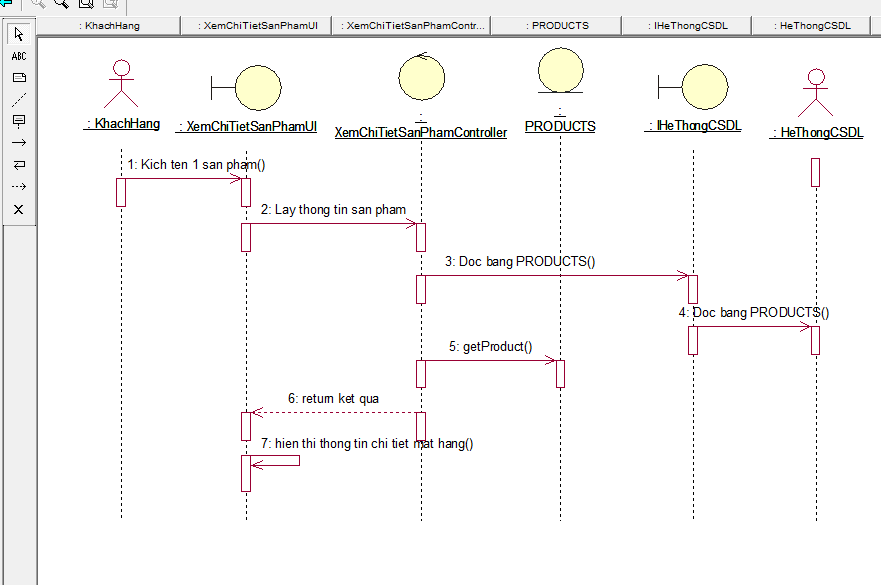 : KhachHang
: XemChiTietSanPhamUI
: XemChiTietSanPhamContr...
: PRODUCTS
: IHeThongCSDL
: HeThongCSDL
ABC
: KhachHang
: XemChiTietSanPhamUI
:
XemChiTietSanPhamController
:
PRODUCTS
: IHeThongCSDL
: HeThongCSDL
1: Kich ten 1 san pham()
2: Lay thong tin san pham
3: Doc bang PRODUCTS()
4: Doc bang PRODUCTS()
5: getProduct()
6: return ket qua
7: hien thi thong tin chi tiet mat hang()